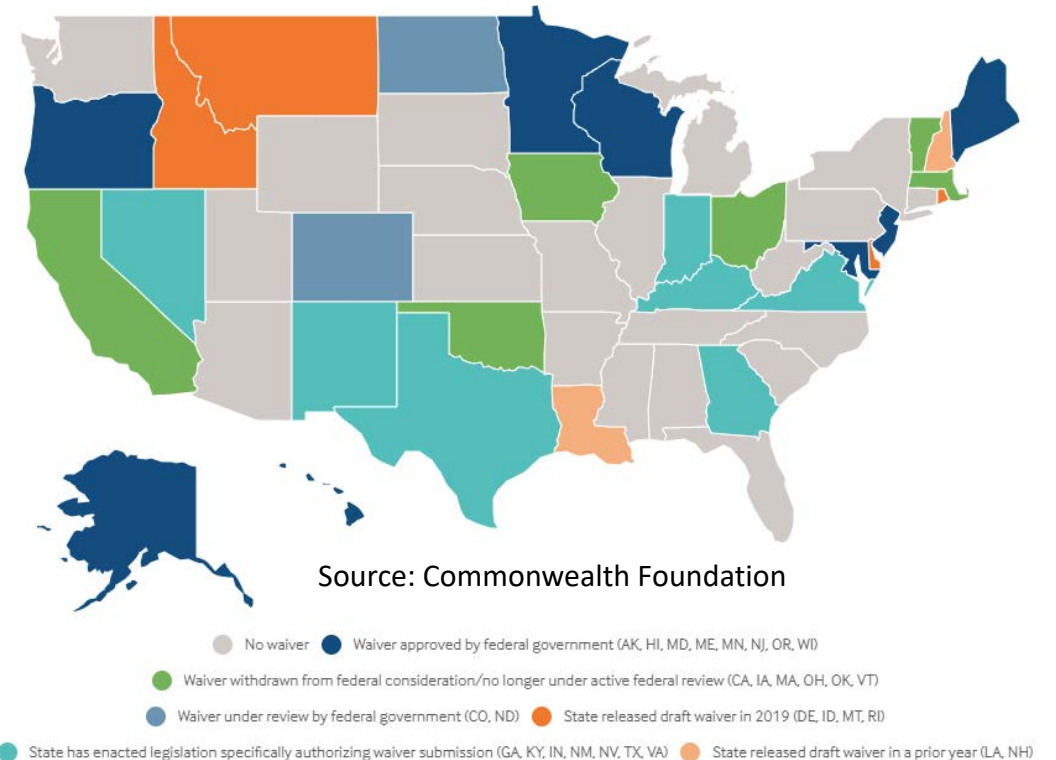 Source: Commonwealth Foundation
No waiver Waiver approved by federal government (AK, HI, MD, ME, MN, NJ, OR, WI)
Waiver withdrawn from federal consideration/no longer under active federal review (CA, IA, MA, OH, OK, VT)
Waiver under review by federal government (CO, ND) State released draft waiver in 2019 (DE, ID, MT, RI)
State has enacted legislation specifically authorizing waiver submission (GA, KY, IN, NM, NV, TX, VA) State released draft waiver in a prior year (LA, NH)